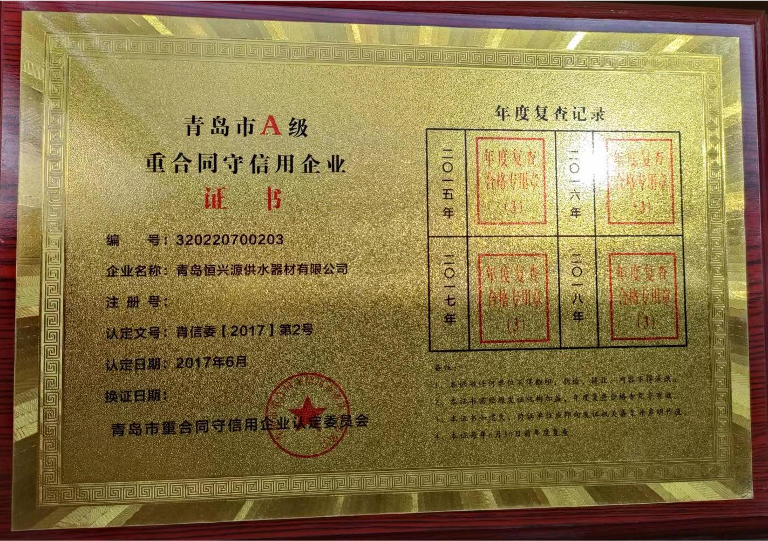 青岛市A级
重合同守信用企业
证 书
编 号：320220700203
企业名称：青岛恒兴源供水器材有限公司
注 册 号：
认定文号：青信委【2017】第2号
认定日期：2017年6月
换证日期：
青岛市重合同守信用企业认定委员会
年度复查记录
二〇一五年
年度复查
合格专用章
（3）
二〇一六年
年度复查
合格专用章
（3）
二〇一七年
年度复查
合格专用章
（3）
二〇一八年
年度复查
合格专用章
（3）
备注：